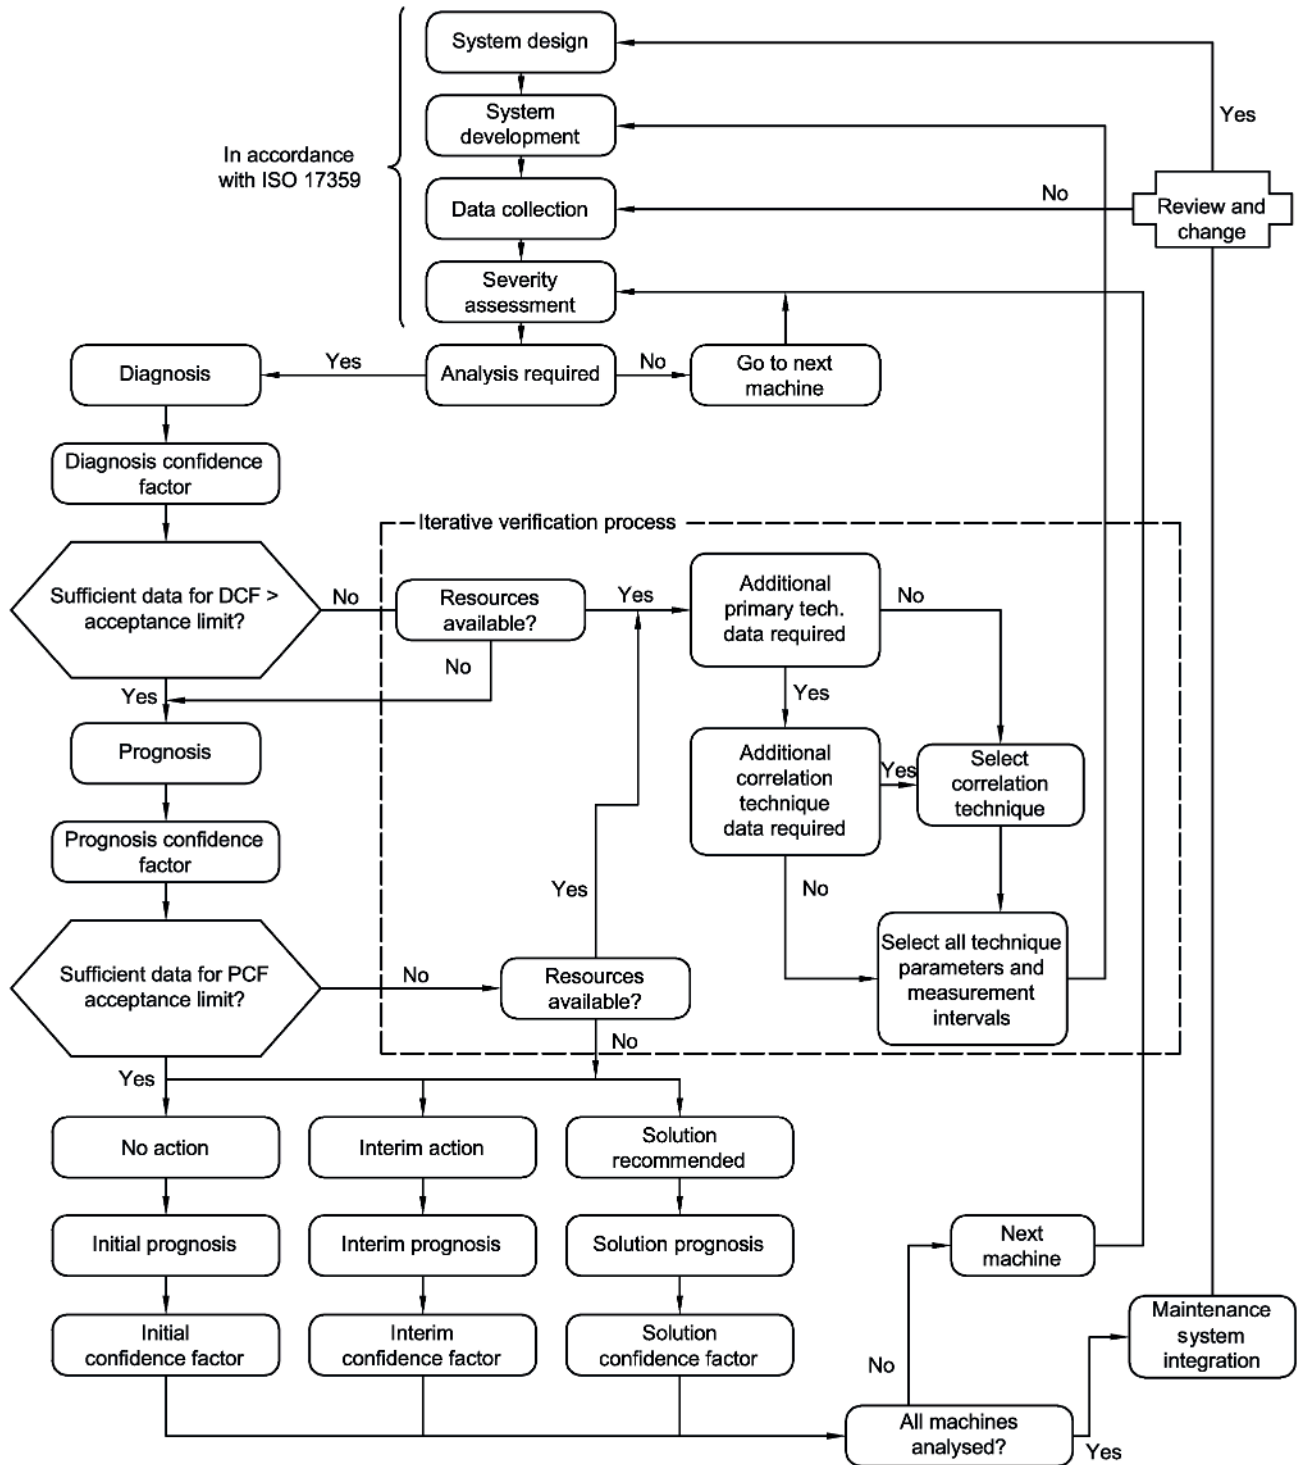 System design
System
development
Yes
In accordance
with ISO 17359
Data collection
No
Review and
change
Severity
assessment
Diagnosis
Yes
Analysis required
No
Go to next
machine
Diagnosis confidence
factor
Iterative verification process
Sufficient data for DCF >
acceptance limit?
No
Resources
available?
Yes
Additional
primary tech.
data required
No
No
Yes
Yes
Prognosis
Additional
correlation
technique
data required
Yes
Select
correlation
technique
Prognosis confidence
factor
Yes
No
Sufficient data for PCF
acceptance limit?
No
Resources
available?
Select all technique
parameters and
measurement
intervals
No
Yes
No action
Interim action
Solution
recommended
Initial prognosis
Interim prognosis
Solution prognosis
Next
machine
Initial
confidence factor
Interim
confidence factor
Solution
confidence factor
Maintenance
system
integration
No
All machines
analysed?
Yes